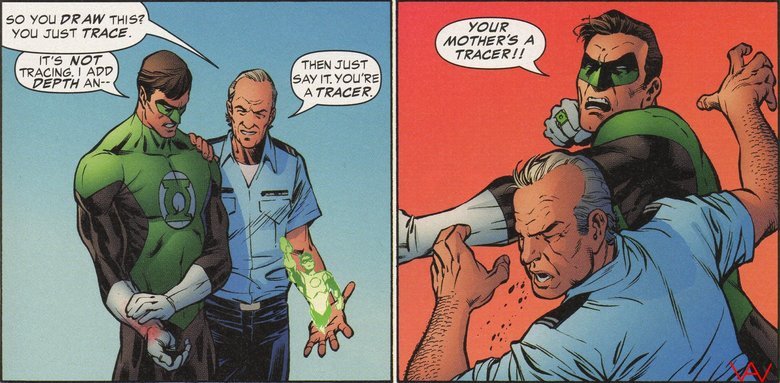 SO YOU DRAW THIS?
YOU JUST TRACE.
IT'S NOT
TRACING. I ADD
DEPTH AN--
THEN JUST
SAY IT. YOU'RE
A TRACER.
YOUR
MOTHER'S A
TRACER!!